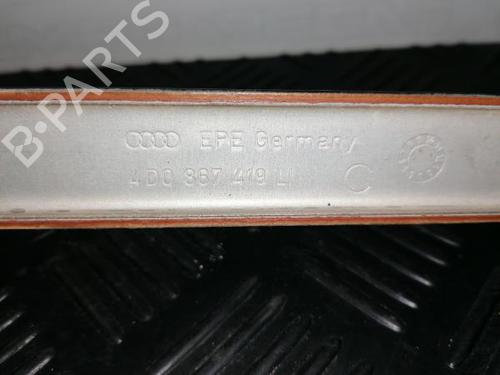 B-PARTS
EPE Germany
4D0 867 419 LI C